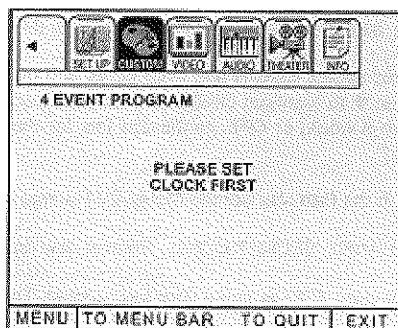 SET UP CUSTOM VIDEO AUDIO THEATER INFO
4 EVENT PROGRAM
PLEASE SET
CLOCK FIRST
MENU TO MENU BAR TO QUIT EXIT